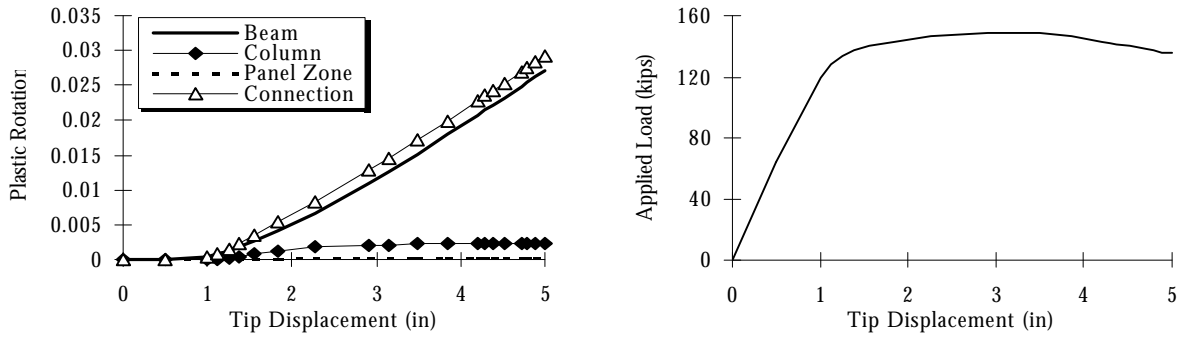 Plastic Rotation
0.035
0.03
0.025
0.02
0.015
0.01
0.005
0
Beam
Column
Panel Zone
Connection
0 1 2 3 4 5
Tip Displacement (in)
Applied Load (kips)
160
120
80
40
0
0 1 2 3 4 5
Tip Displacement (in)